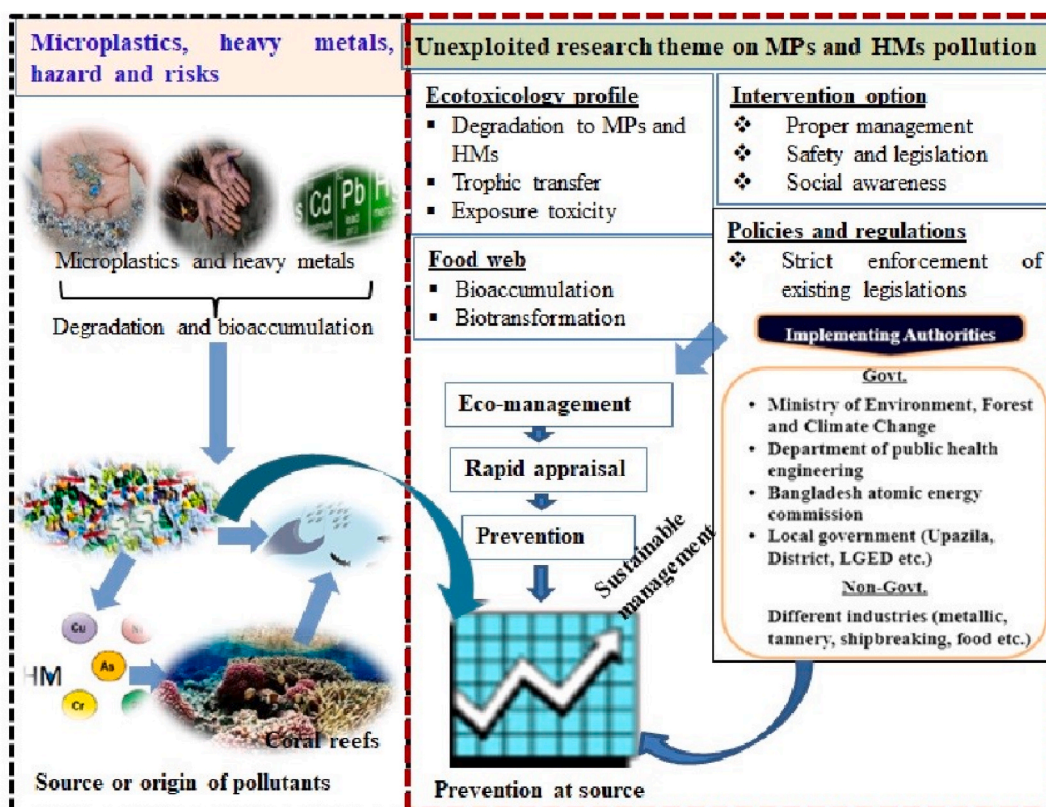 Microplastics, heavy metals,
hazard and risks
Cd
Pb
lead
Microplastics and heavy metals
Degradation and bioaccumulation
Cu
Ni
HM
As
Cr
Coral reefs
Source or origin of pollutants
Unexploited research theme on MPs and HMs pollution
Ecotoxicology profile
▪ Degradation to MPs and
HMs
▪ Trophic transfer
▪ Exposure toxicity
Food web
▪ Bioaccumulation
▪ Biotransformation
Eco-management
Rapid appraisal
Prevention
Sustainable
management
Prevention at source
Intervention option
❖ Proper management
❖ Safety and legislation
❖ Social awareness
Policies and regulations
❖ Strict enforcement of
existing legislations
Implementing Authorities
Govt.
• Ministry of Environment, Forest
and Climate Change
• Department of public health
engineering
• Bangladesh atomic energy
commission
• Local government (Upazila,
District, LGED etc.)
Non-Govt.
Different industries (metallic,
tannery, shipbreaking, food etc.)